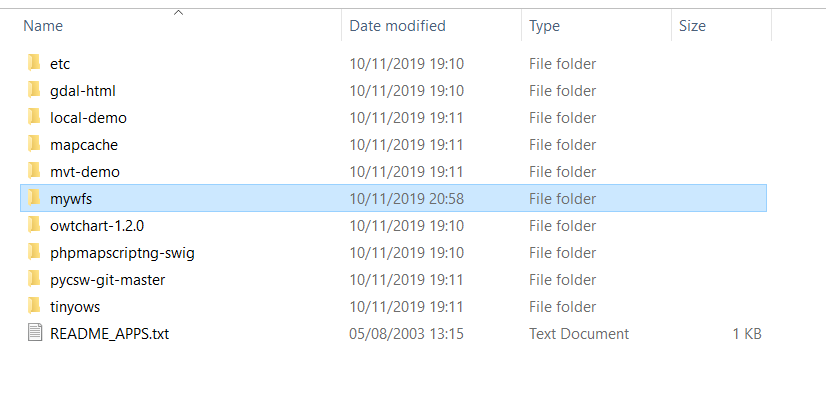 Name Date modified Type Size
etc 10/11/2019 19:10 File folder
gdal-html 10/11/2019 19:10 File folder
local-demo 10/11/2019 19:11 File folder
mapcache 10/11/2019 19:11 File folder
mvt-demo 10/11/2019 19:11 File folder
mywfs 10/11/2019 20:58 File folder
owtchart-1.2.0 10/11/2019 19:10 File folder
phpmapscriptng-swig 10/11/2019 19:10 File folder
pycsw-git-master 10/11/2019 19:11 File folder
tinyows 10/11/2019 19:11 File folder
README_APPS.txt 05/08/2003 13:15 Text Document 1 KB